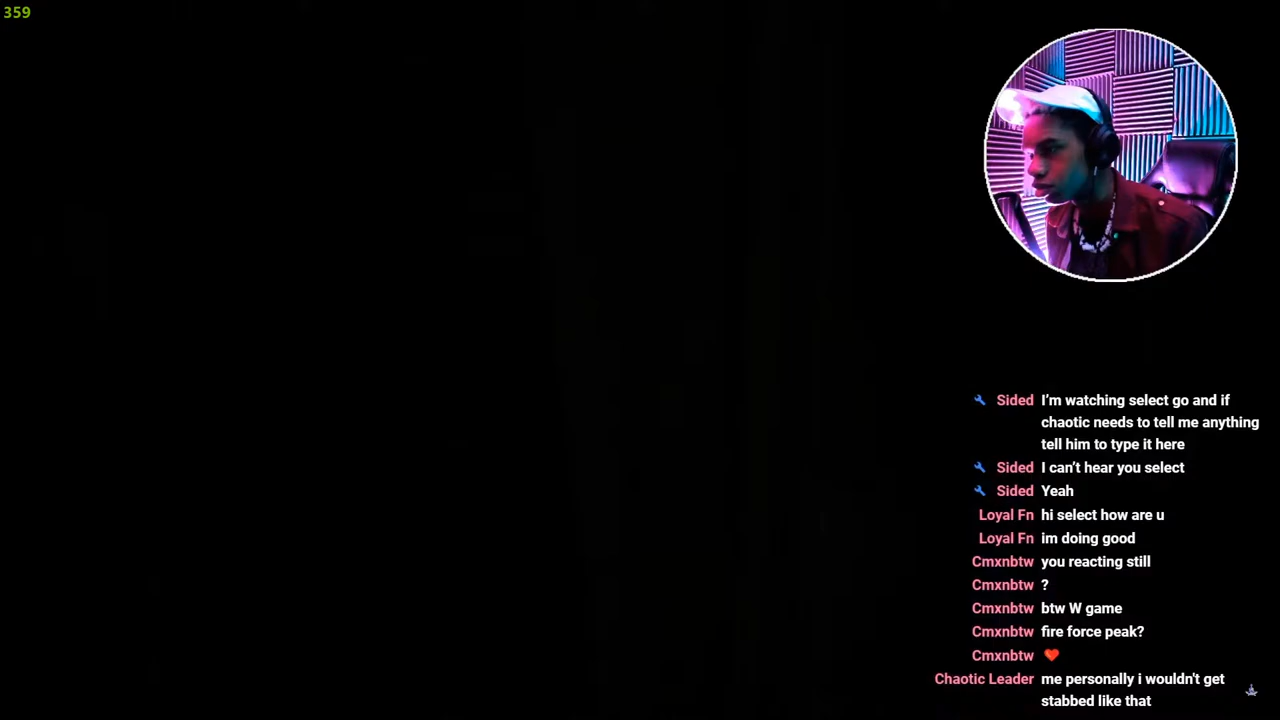 359
Sided I'm watching select go and if
chaotic needs to tell me anything
tell him to type it here
Sided I can't hear you select
Sided Yeah
Loyal Fn hi select how are u
Loyal Fn im doing good
Cmxnbtw you reacting still
Cmxnbtw ?
Cmxnbtw btw W game
Cmxnbtw fire force peak?
Cmxnbtw ❤️
Chaotic Leader me personally i wouldn't get
stabbed like that